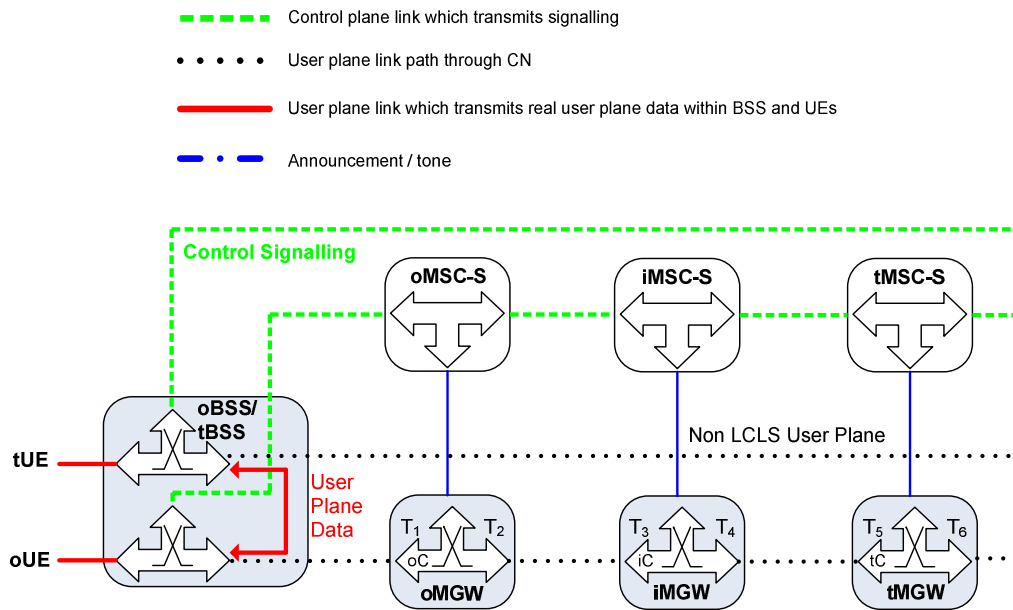 Control plane link which transmits signalling
User plane link path through CN
User plane link which transmits real user plane data within BSS and UEs
Announcement / tone
Control Signalling
oMSC-S
iMSC-S
tMSC-S
oBSS/
tBSS
Non LCLS User Plane
tUE
User
Plane
Data
T1
T2
T3
T4
T5
T6
oUE
oC
iC
tC
oMGW
iMGW
tMGW